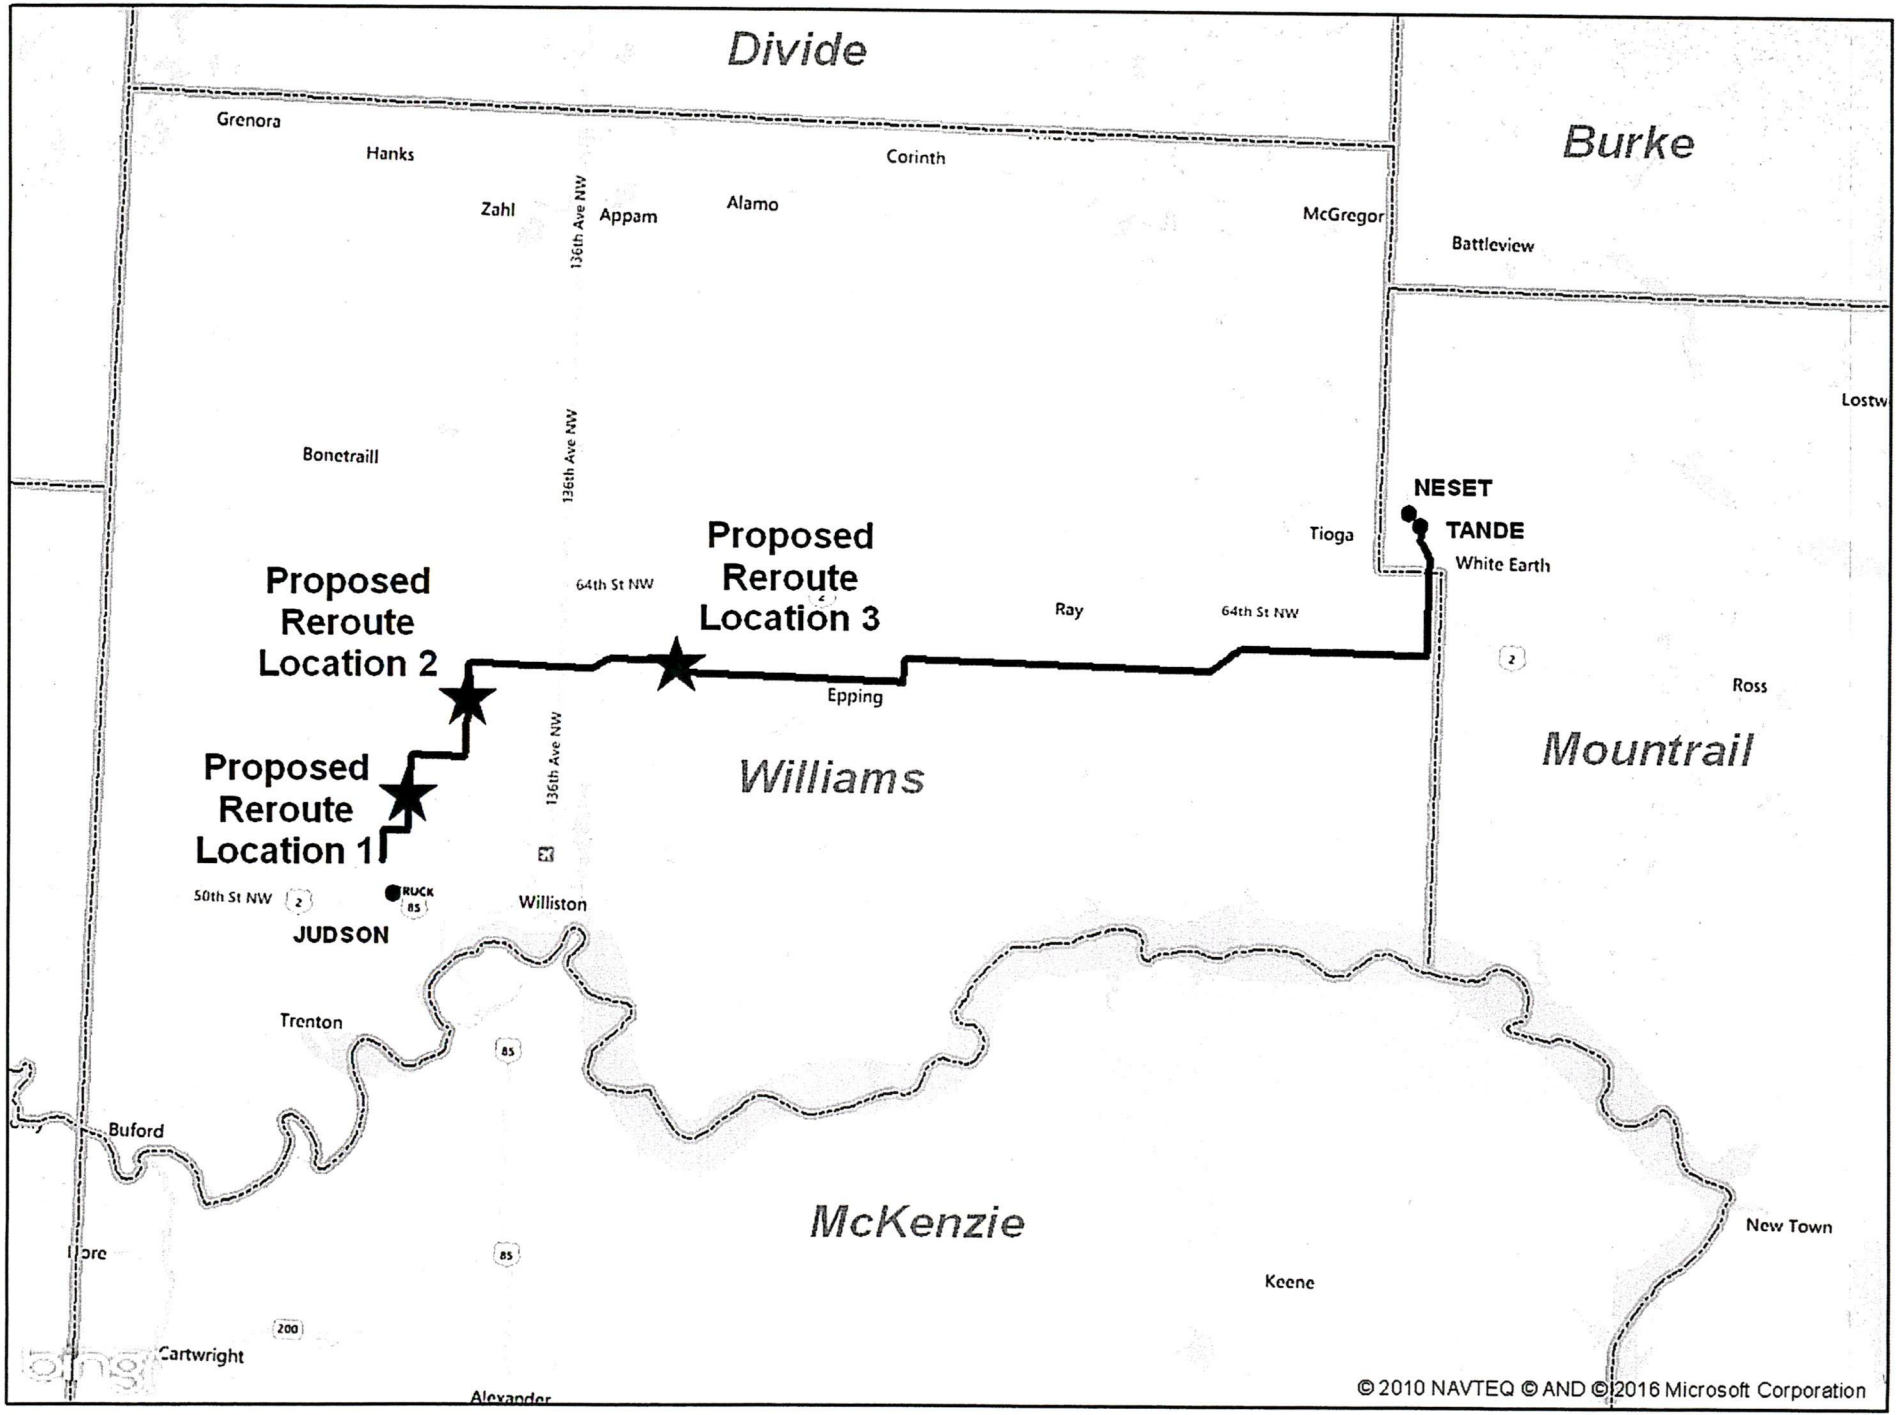 Divide
Burke
Grenora
Hanks
Corinth
Zahl
136th Ave NW
Appam
Alamo
McGregor
Battleview
Lostw
Bonetraill
136th Ave NW
NESET
TANDE
Tioga
White Earth
Proposed
Reroute
Location 3
Proposed
Reroute
Location 2
64th St NW
2
Ray
64th St NW
2
Ross
Epping
Mountrail
Williams
136th Ave NW
Proposed
Reroute
Location 1
50th St NW
2
RUCK
85
Williston
JUDSON
Trenton
85
Buford
McKenzie
New Town
85
Keene
200
Cartwright
bing
Alexander
© 2010 NAVTEQ © AND © 2016 Microsoft Corporation